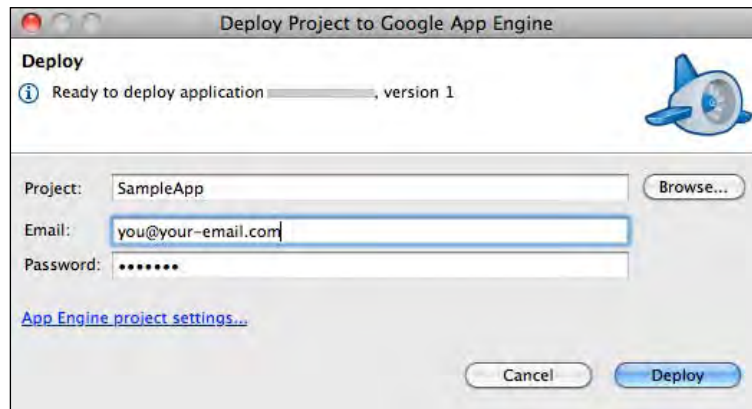 Deploy Project to Google App Engine
Deploy
Ready to deploy application , version 1
Project: SampleApp Browse...
Email: you@your-email.com
Password: •••••••
App Engine project settings...
Cancel Deploy